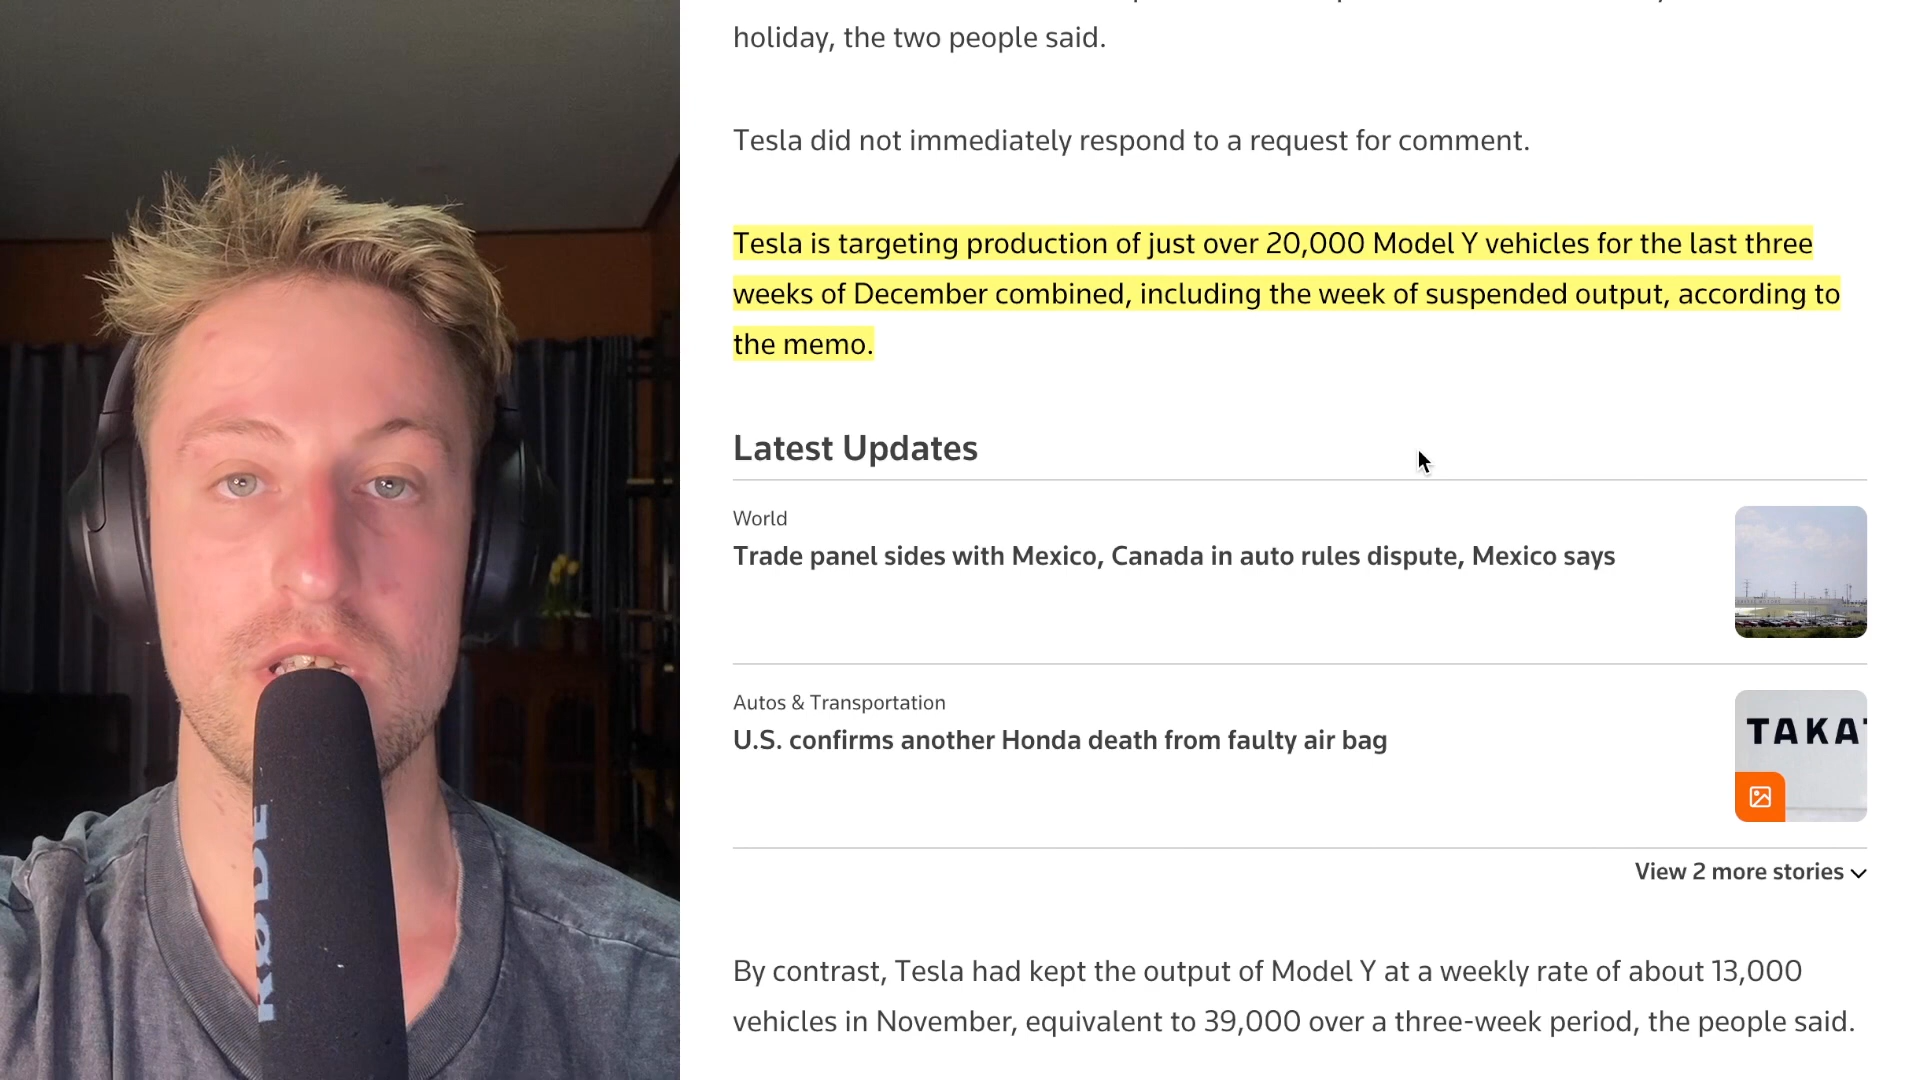 holiday, the two people said.
Tesla did not immediately respond to a request for comment.
Tesla is targeting production of just over 20,000 Model Y vehicles for the last three
weeks of December combined, including the week of suspended output, according to
the memo.
Latest Updates
World
Trade panel sides with Mexico, Canada in auto rules dispute, Mexico says
Autos & Transportation
U.S. confirms another Honda death from faulty air bag
TAKA
View 2 more stories
By contrast, Tesla had kept the output of Model Y at a weekly rate of about 13,000
vehicles in November, equivalent to 39,000 over a three-week period, the people said.
RØDE